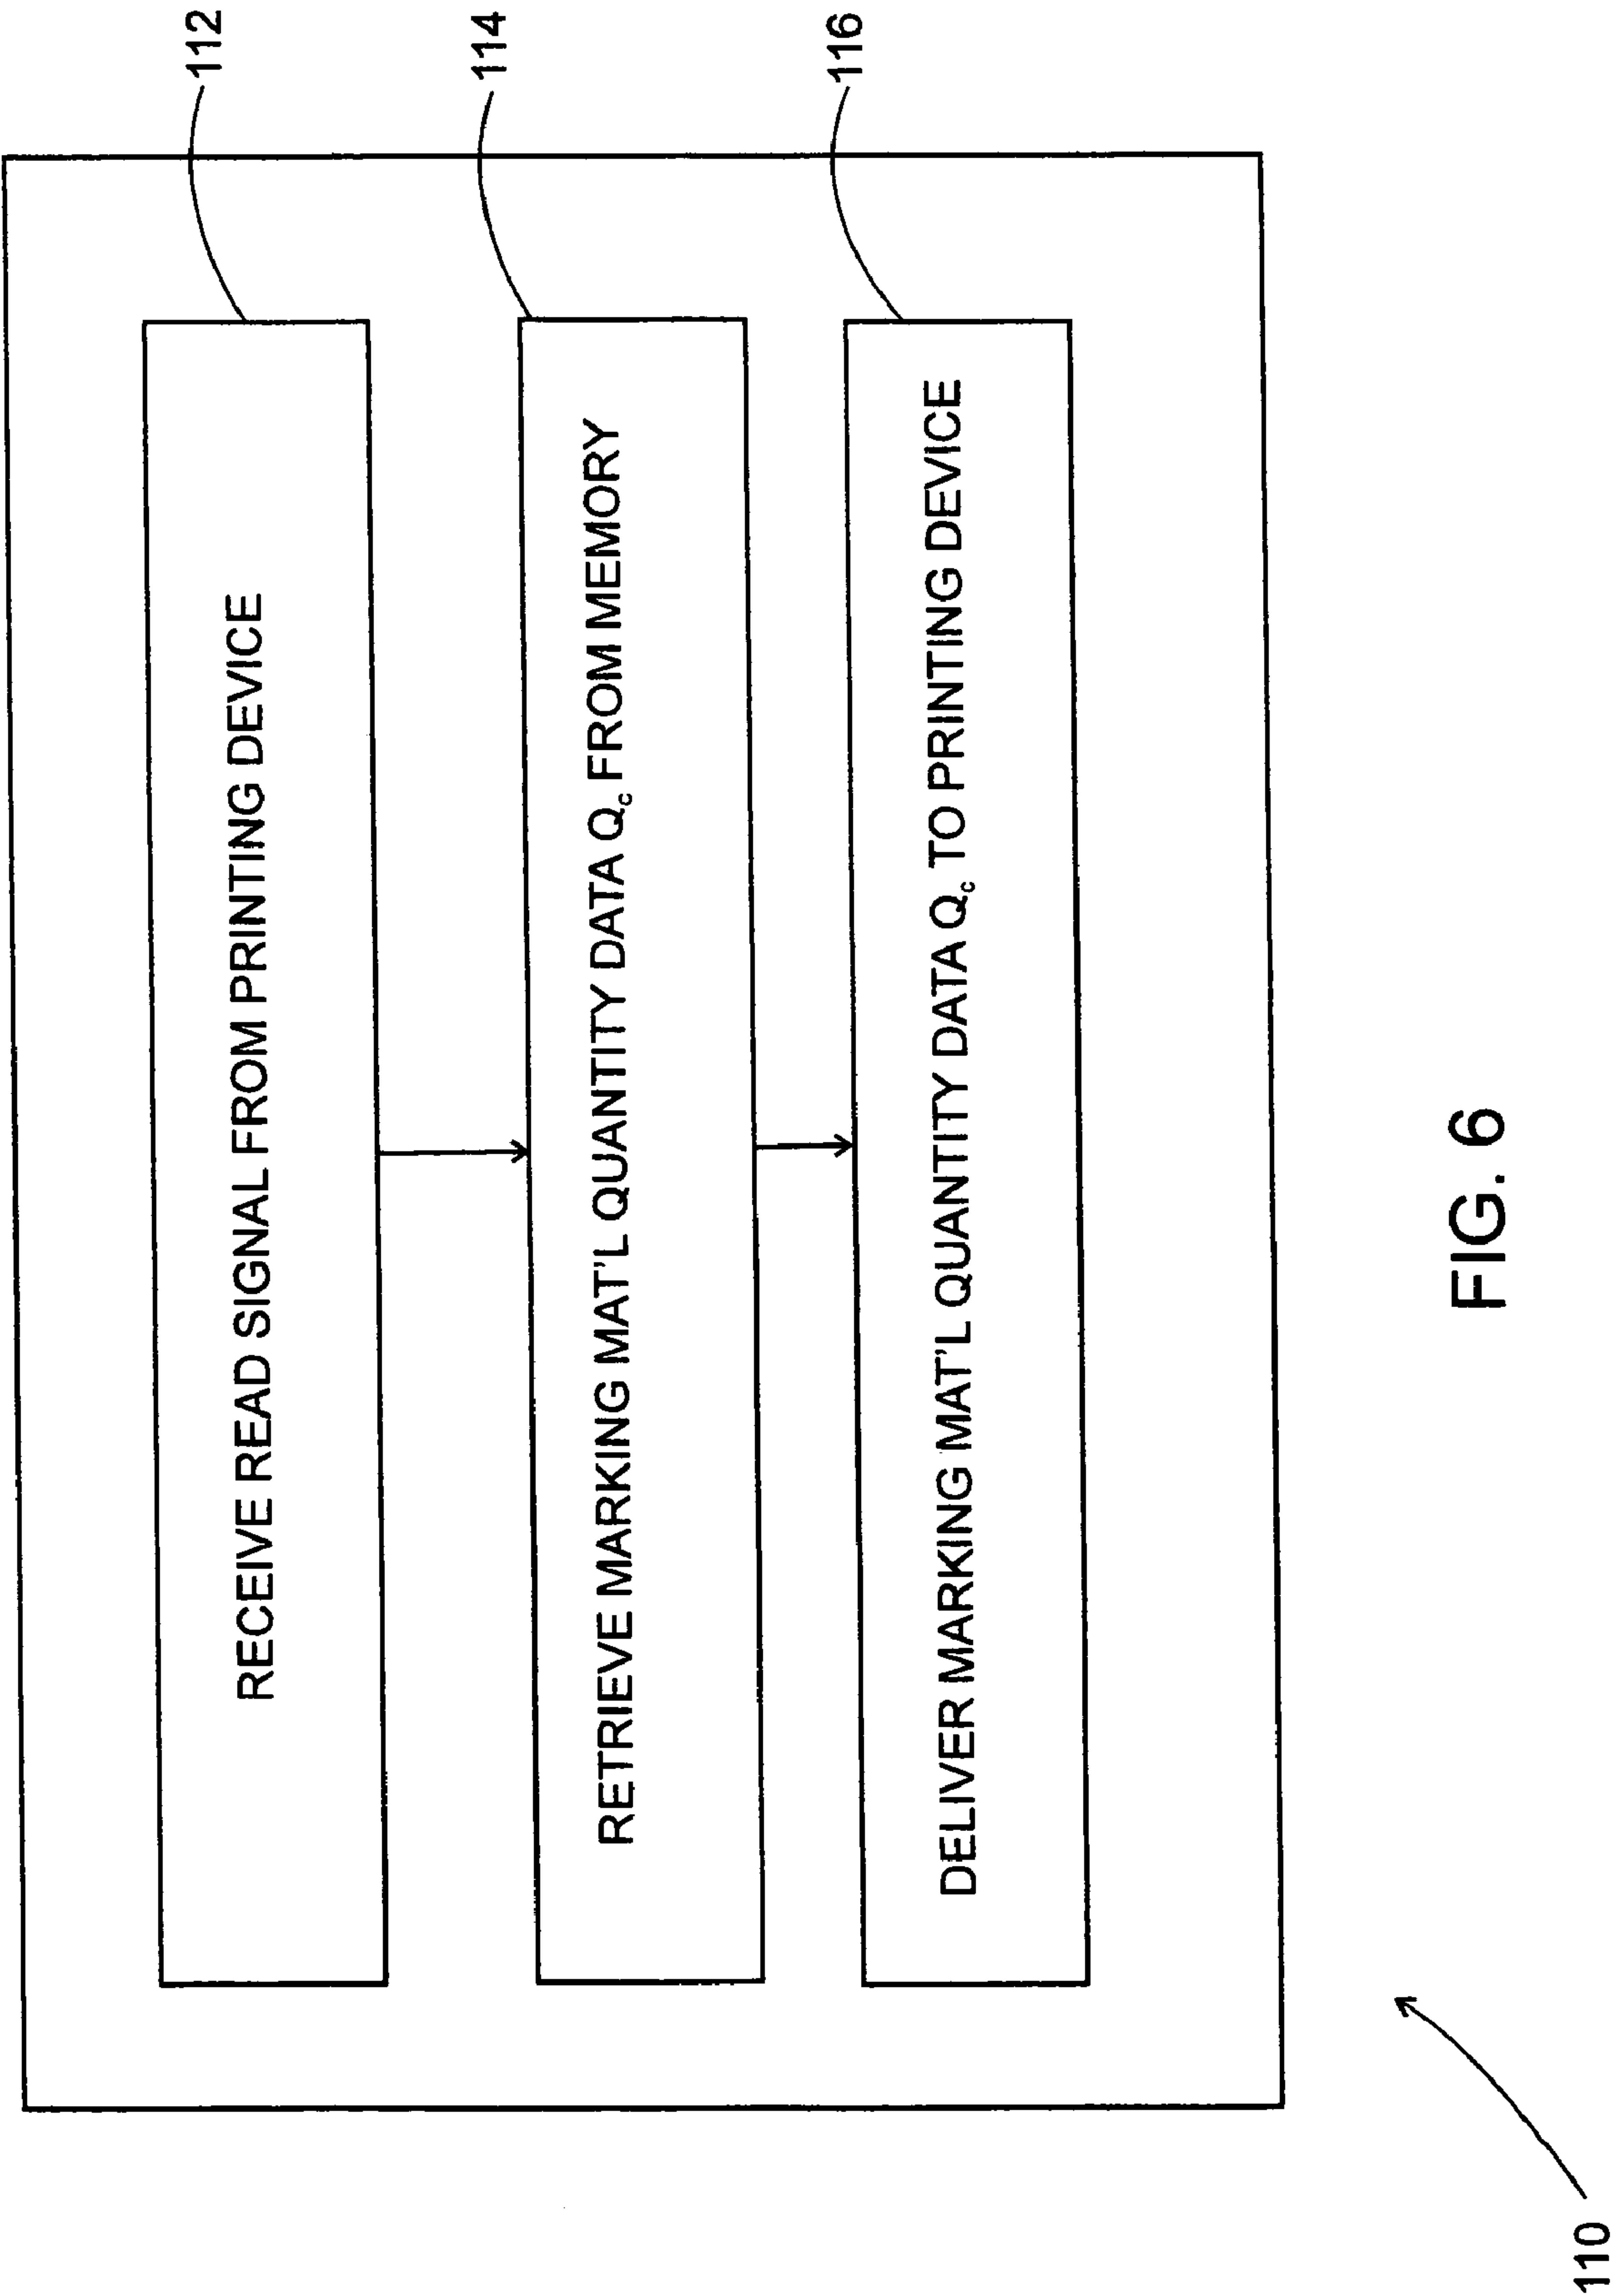 RECEIVE READ SIGNAL FROM PRINTING DEVICE
112
RETRIEVE MARKING MAT'L QUANTITY DATA Qc FROM MEMORY
114
DELIVER MARKING MAT'L QUANTITY DATA Qc TO PRINTING DEVICE
116
110
FIG. 6